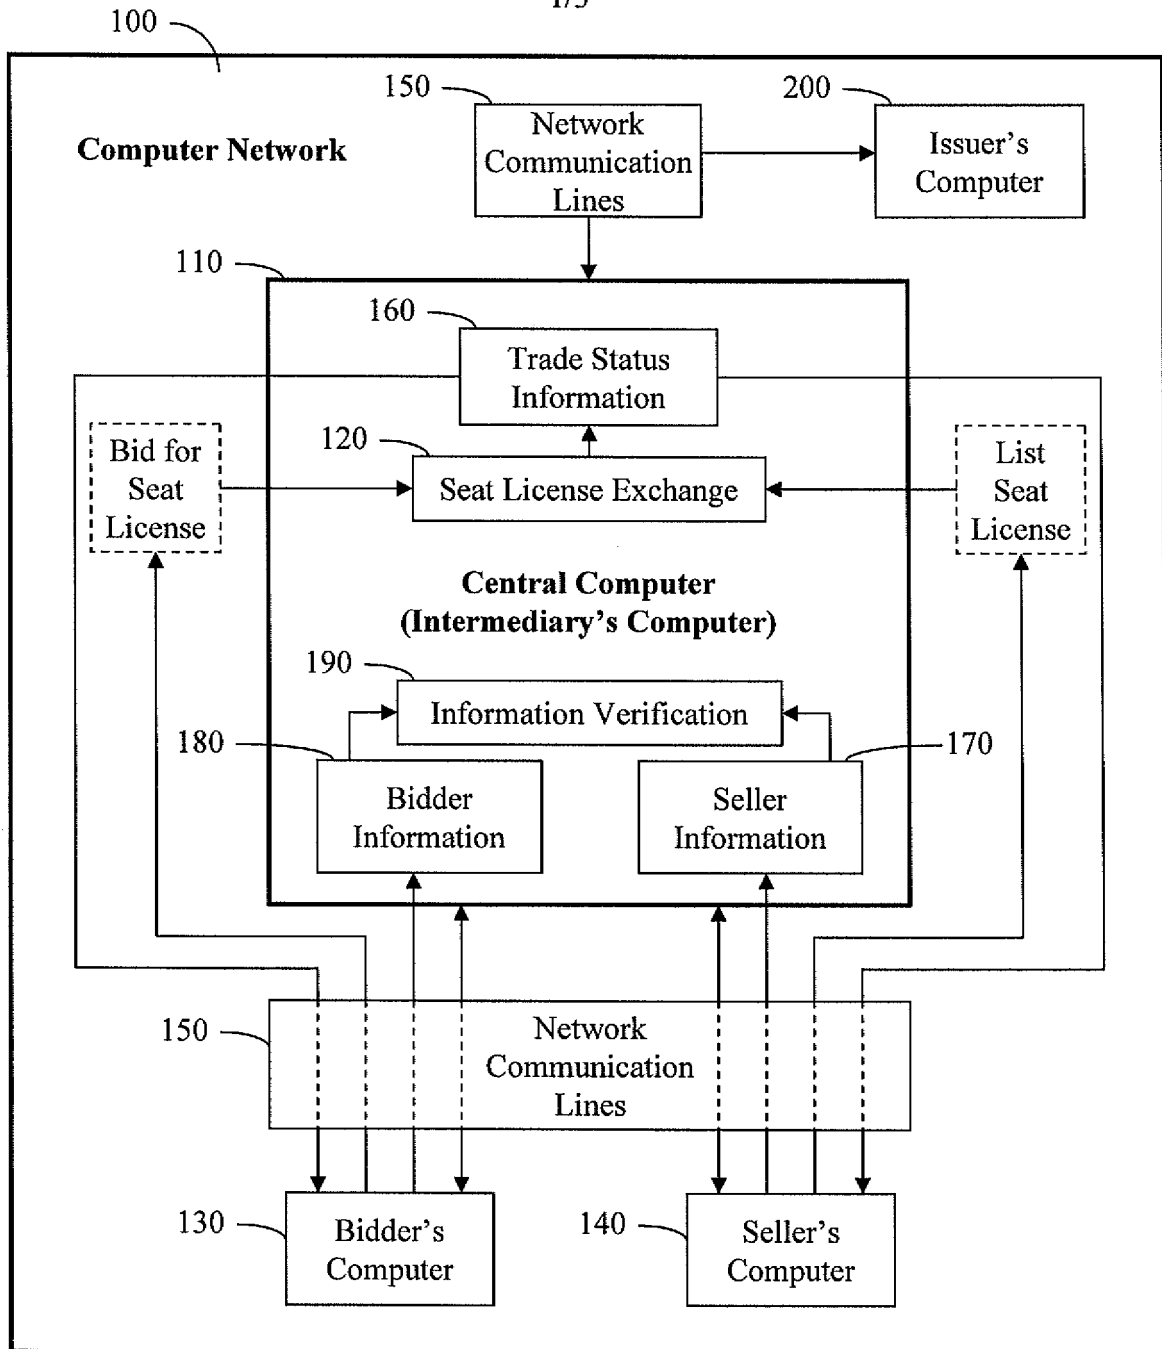 1/5
100
150
200
Network
Communication
Lines
Issuer's
Computer
Computer Network
110
160
Trade Status
Information
120
Bid for
Seat
License
Seat License Exchange
List
Seat
License
Central Computer
(Intermediary's Computer)
190
Information Verification
180
170
Bidder
Information
Seller
Information
150
Network
Communication
Lines
130
Bidder's
Computer
140
Seller's
Computer